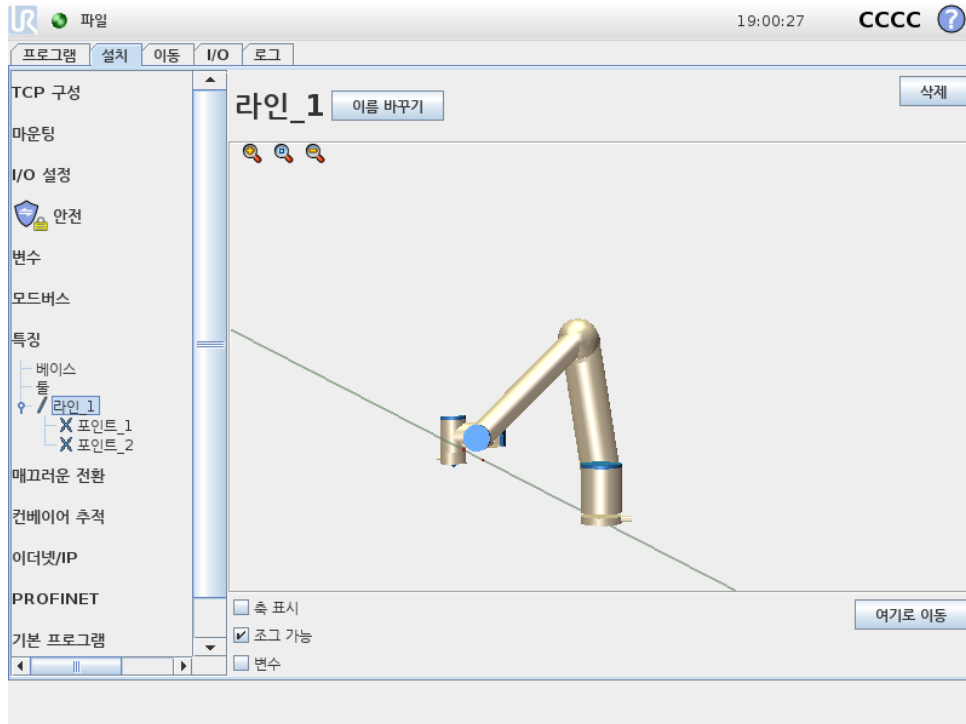 UR 파일 19:00:27 CCCC ?
프로그램 설치 이동 I/O 로그
TCP 구성
마운팅
I/O 설정
안전
변수
모드버스
특징
베이스
툴
라인_1
포인트_1
포인트_2
매끄러운 전환
컨베이어 추적
이더넷/IP
PROFINET
기본 프로그램
라인_1 이름 바꾸기 삭제
축 표시
조그 가능
변수
여기로 이동